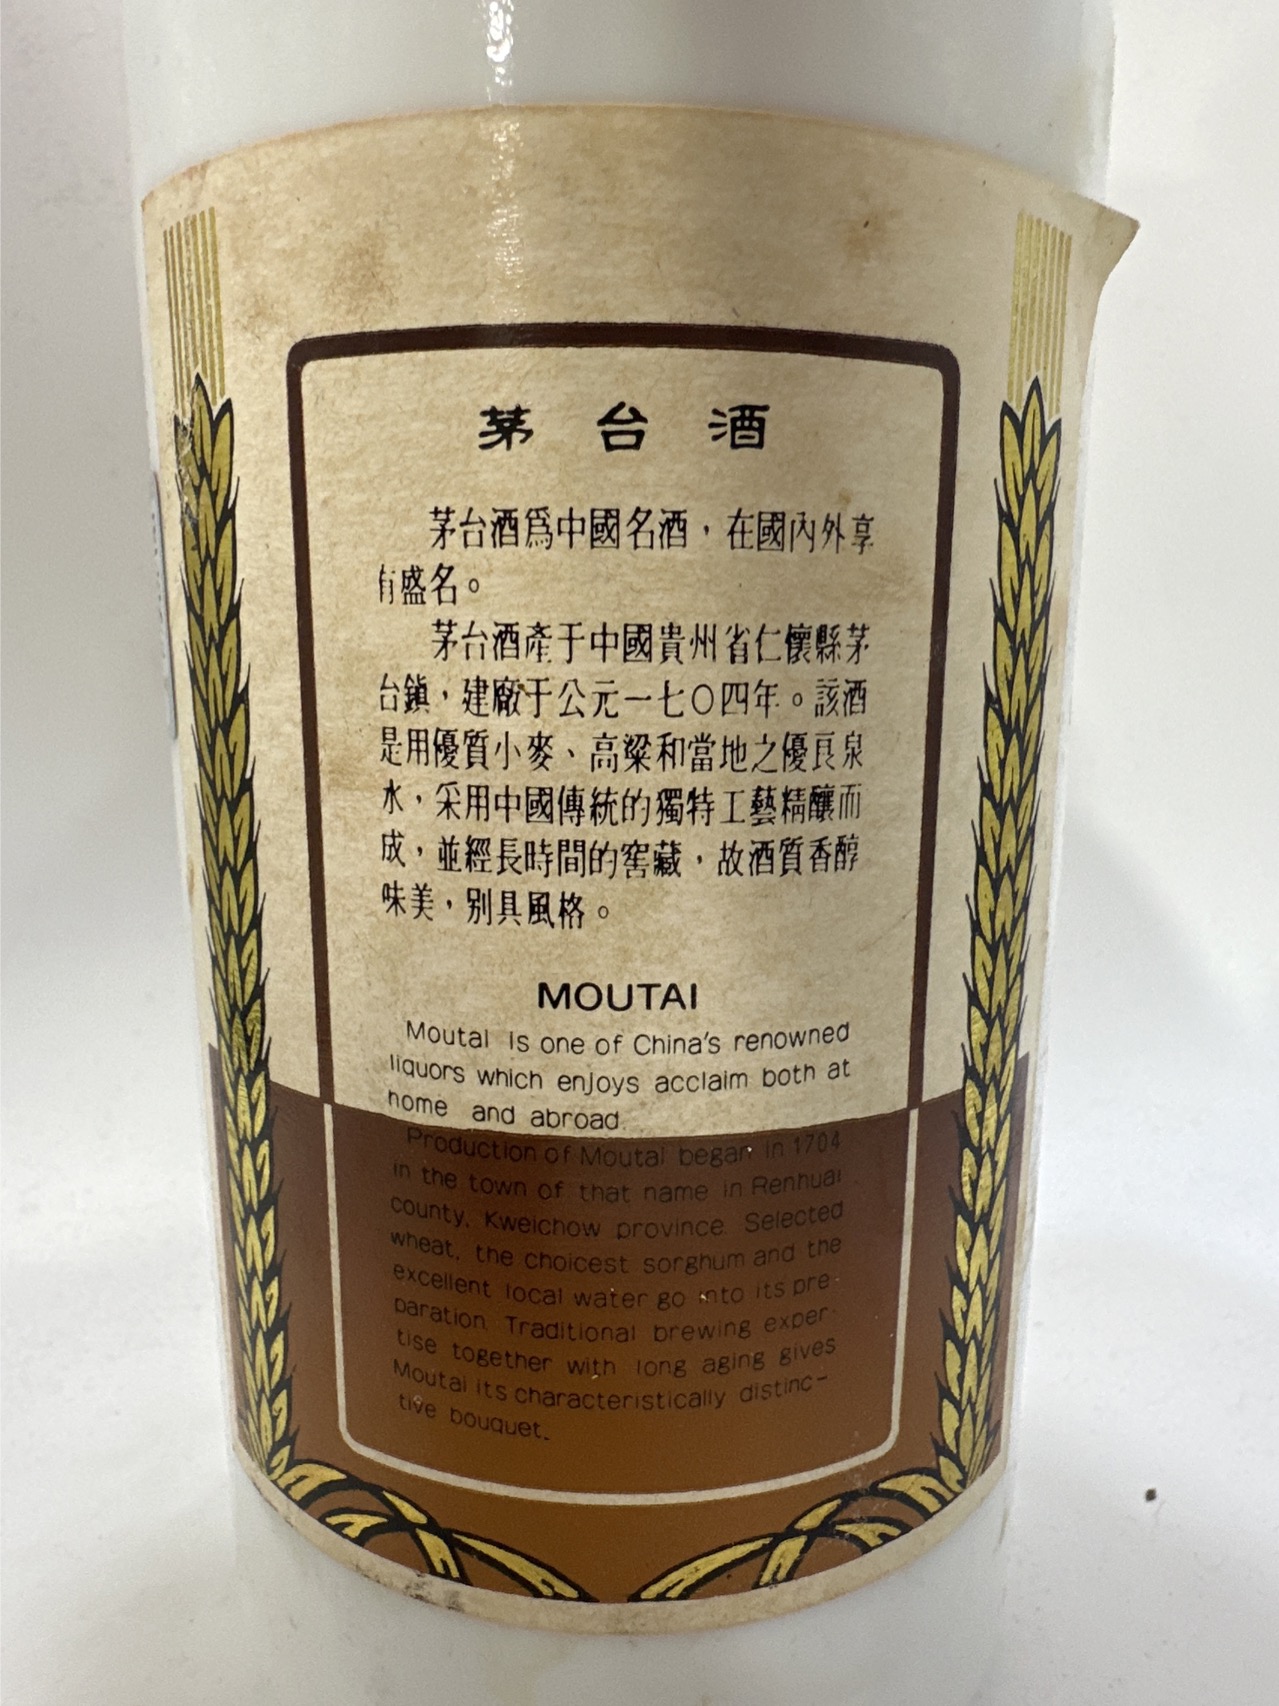 茅台酒
茅台酒爲中國名酒，在國內外享
有盛名。
茅台酒產于中國貴州省仁懷縣茅
台鎮，建廠于公元一七〇四年。該酒
是用優質小麥、高粱和當地之優良泉
水，采用中國傳統的獨特工藝精釀而
成，並經長時間的窖藏，故酒質香醇
味美，别具風格。
MOUTAI
Moutai is one of China's renowned
liquors which enjoys acclaim both at
home and abroad.
Production of Moutai began in 1704
in the town of that name in Renhuai
county, Kweichow province. Selected
wheat, the choicest sorghum and the
excellent local water go into its pre-
paration. Traditional brewing exper-
tise together with long aging gives
Moutai its characteristically distinc-
tive bouquet.